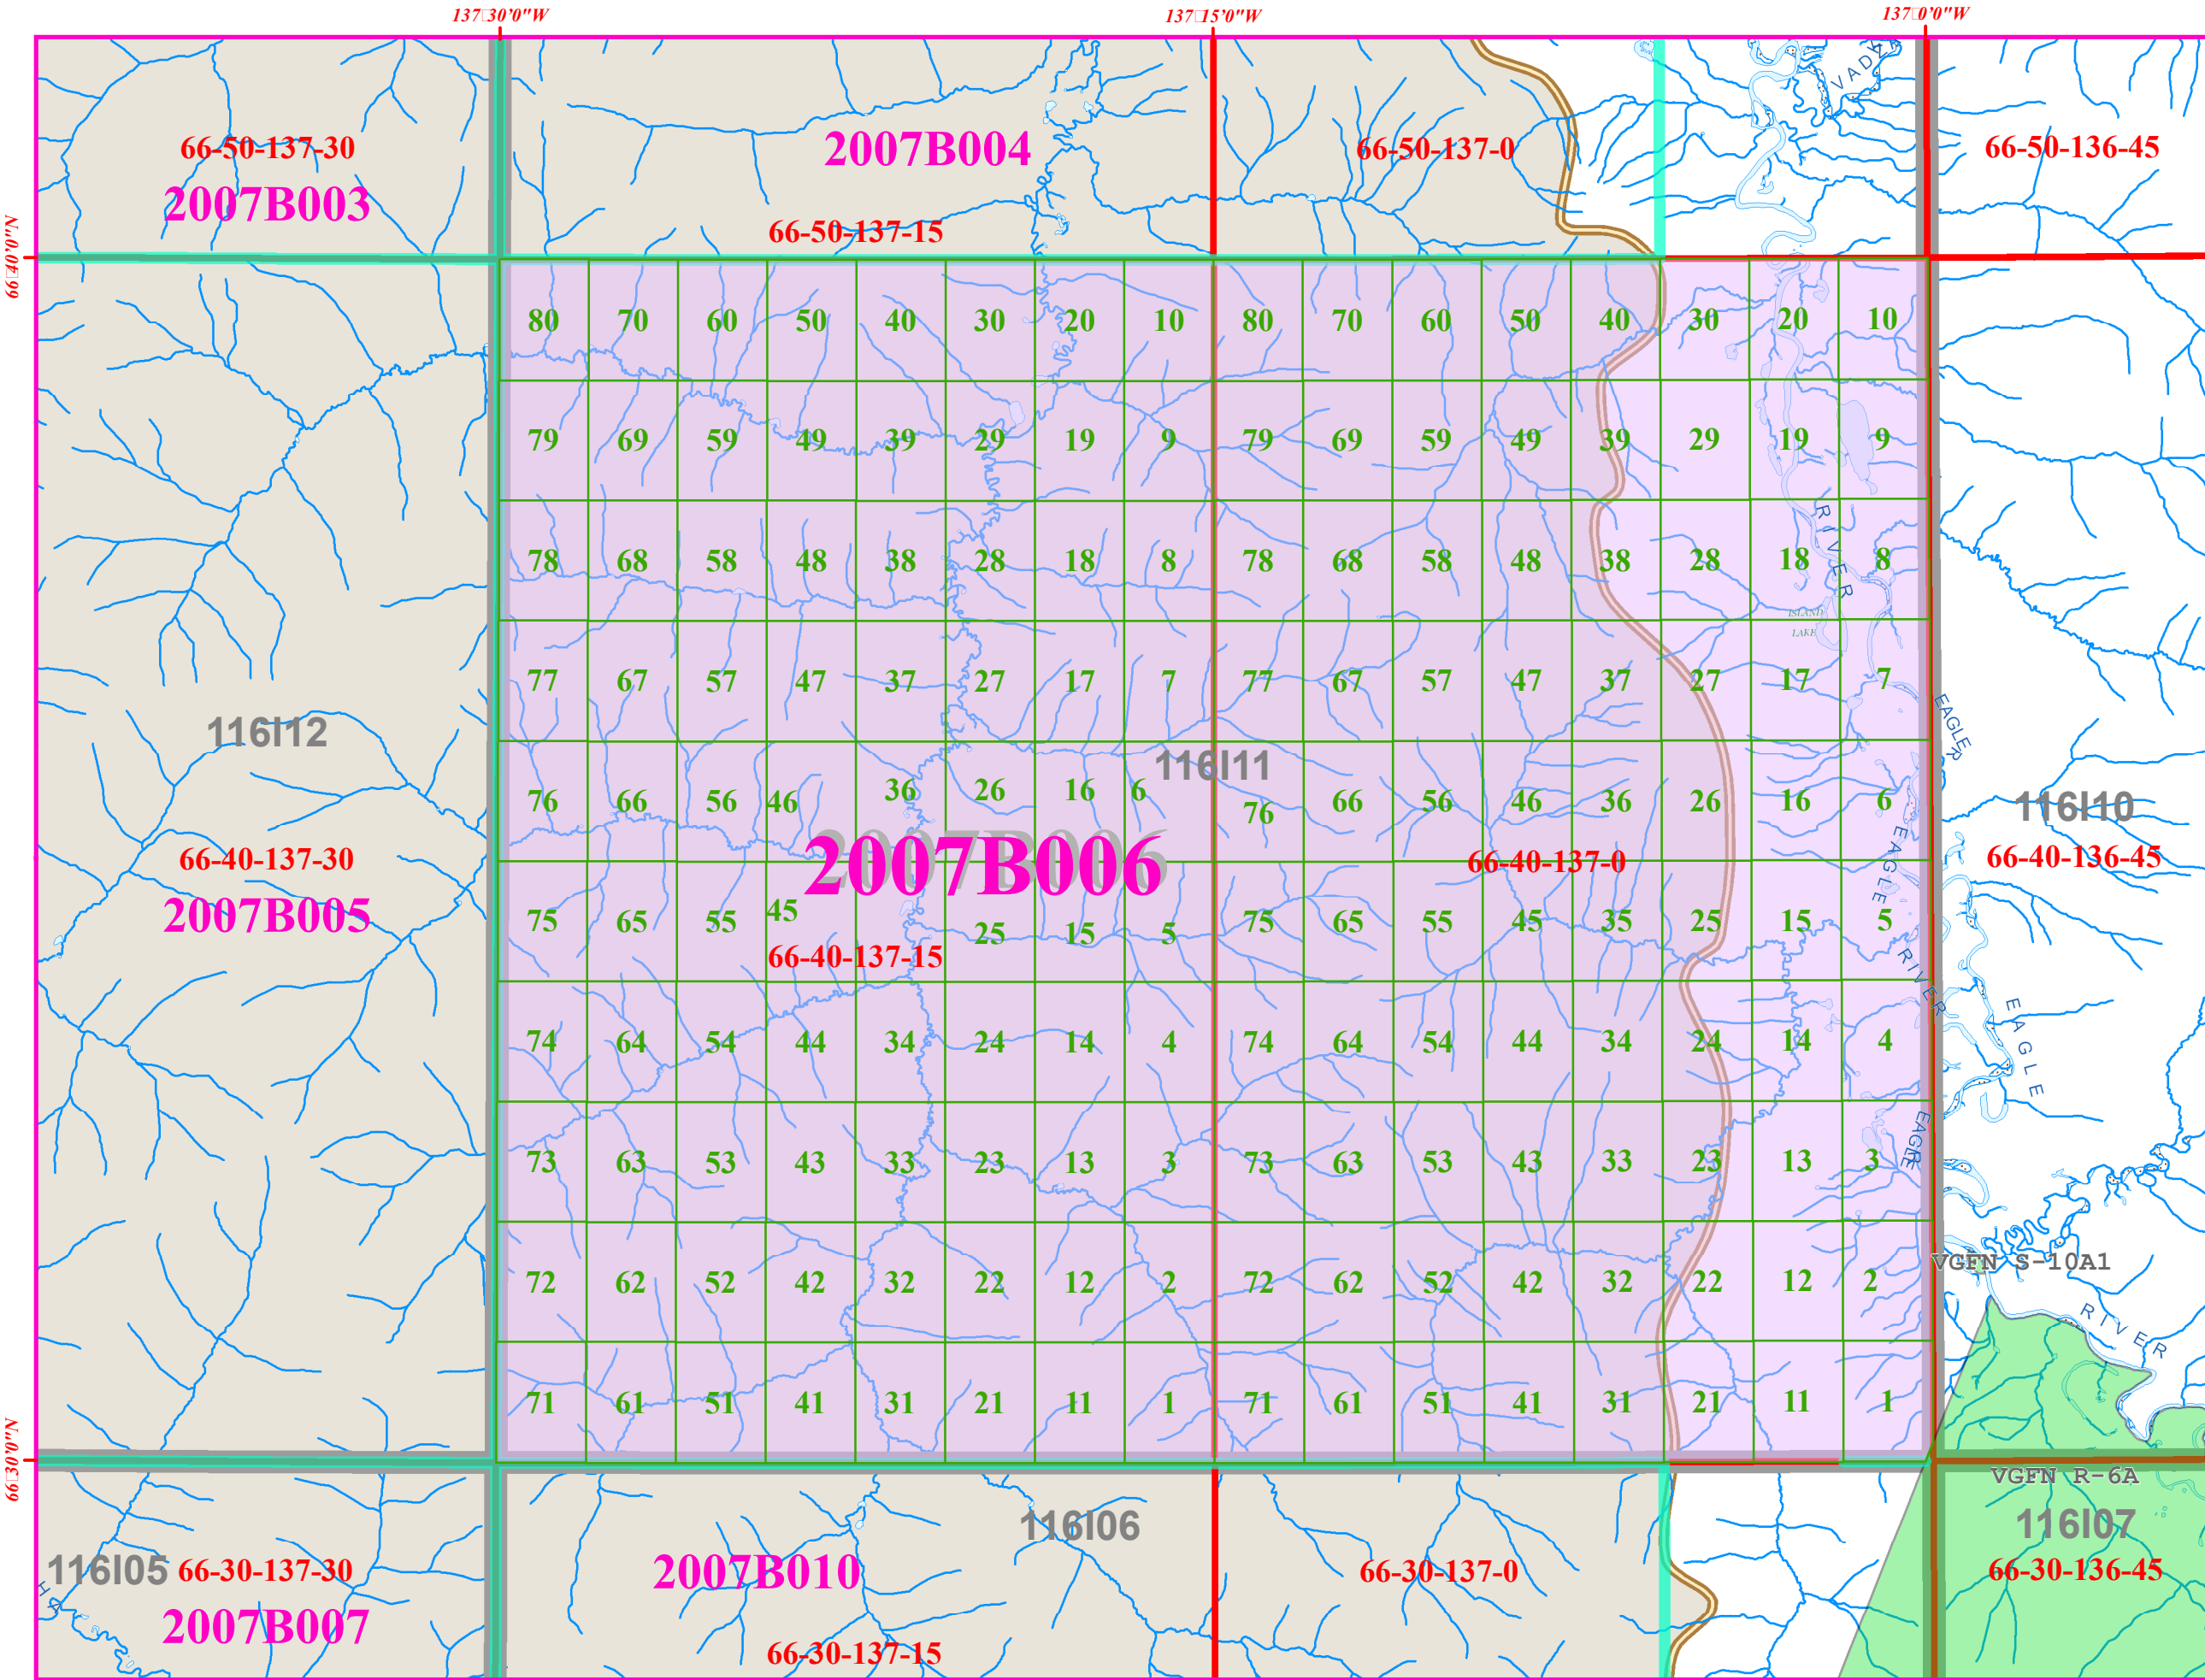 137□30'0"W 137□15'0"W 137□0'0"W
VADZ
66-50-137-30 2007B004 66-50-137-0 66-50-136-45
2007B003
66-50-137-15
66□40'0"N
80 70 60 50 40 30 20 10 80 70 60 50 40 30 20 10
79 69 59 49 39 29 19 9 79 69 59 49 39 29 19 9
RIVER
78 68 58 48 38 28 18 8 78 68 58 48 38 28 18 8
ISLAND
LAKE
77 67 57 47 37 27 17 7 77 67 57 47 37 27 17 7
EAGLE
R
116I12 116I11
76 66 56 46 36 26 16 6 76 66 56 46 36 26 16 6
116I10
66-40-137-30 2007B006 66-40-137-0 EAGLE 66-40-136-45
2007B005
75 65 55 45 25 15 5 75 65 55 45 35 25 15 5
66-40-137-15
RIVER
EAGLE
74 64 54 44 34 24 14 4 74 64 54 44 34 24 14 4
EAGLE
73 63 53 43 33 23 13 3 73 63 53 43 33 23 13 3
VGFN S-10A1
72 62 52 42 32 22 12 2 72 62 52 42 32 22 12 2
RIVER
71 61 51 41 31 21 11 1 71 61 51 41 31 21 11 1
66□30'0"N
VGFN R-6A
116I06 116I07
116I05 66-30-137-30 2007B010 66-30-137-0 66-30-136-45
HA
2007B007
66-30-137-15